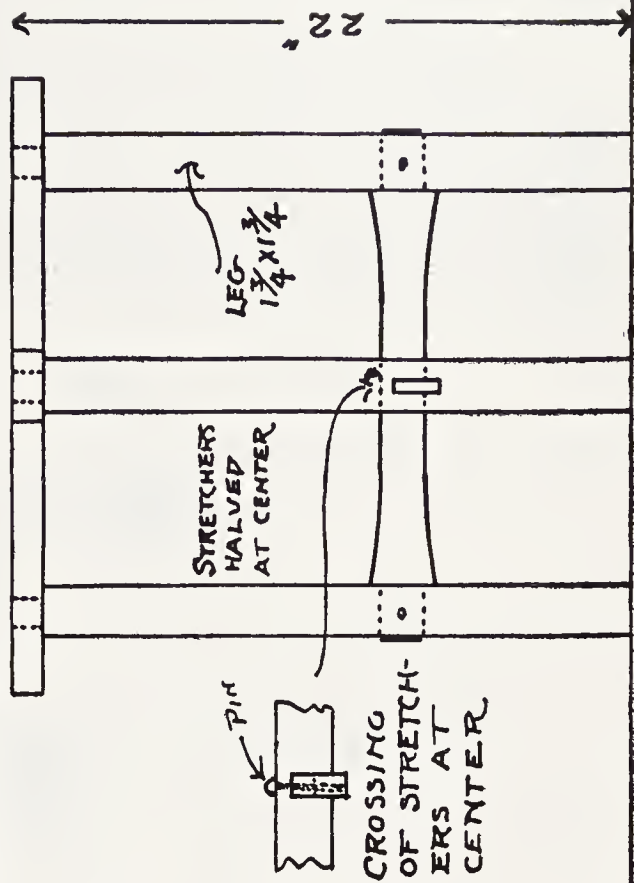 22"
LEG
1 3/4 X 1 3/4
STRETCHERS
HALVED
AT CENTER
PIN
CROSSING
OF STRETCH-
ERS AT
CENTER